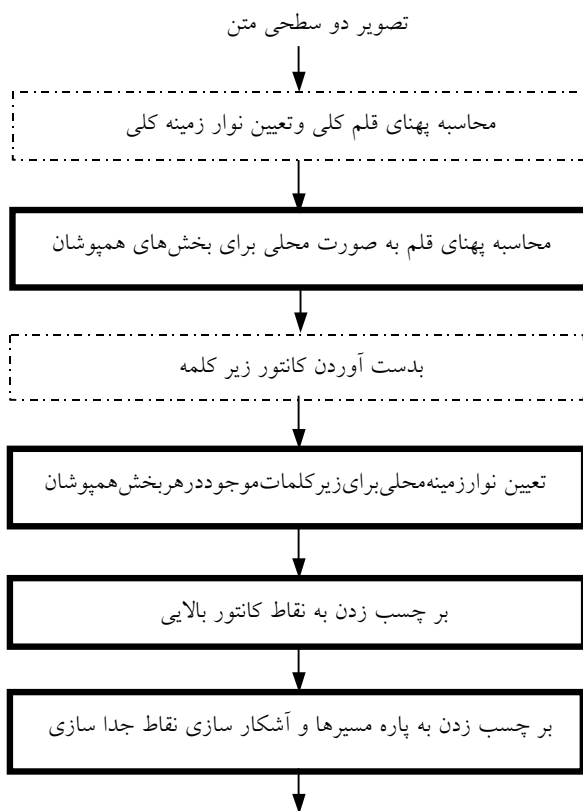 تصویر دو سطحی متن
محاسبه پهنای قلم کلی وتعیین نوار زمینه کلی
محاسبه پهنای قلم به صورت محلی برای بخش‌های همپوشان
بدست آوردن کانتور زیر کلمه
تعیین نوارزمینه‌محلی‌برای‌زیرکلمات‌موجوددرهربخش‌همپوشان
بر چسب زدن به نقاط کانتور بالایی
بر چسب زدن به پاره مسیرها و آشکار سازی نقاط جدا سازی